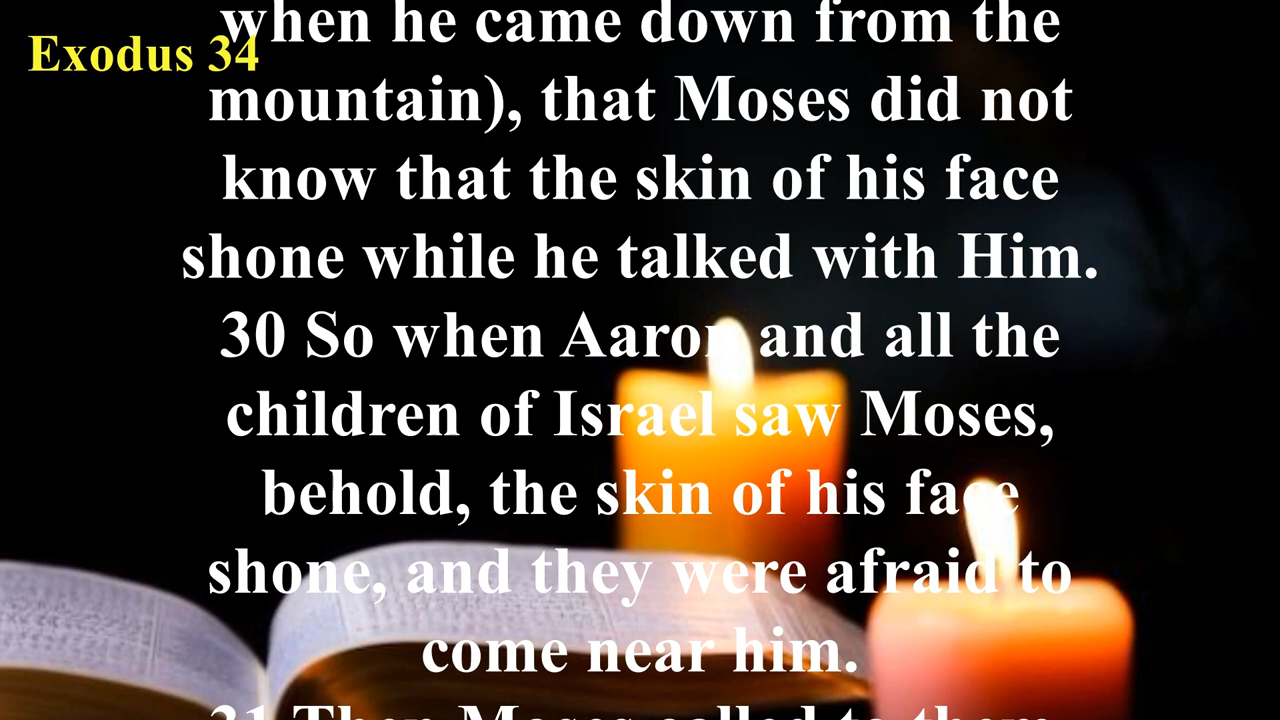 when he came down from the
Exodus 34
mountain), that Moses did not
know that the skin of his face
shone while he talked with Him.
30 So when Aaron and all the
children of Israel saw Moses,
behold, the skin of his face
shone, and they were afraid to
come near him.
31 Then Moses called to them,